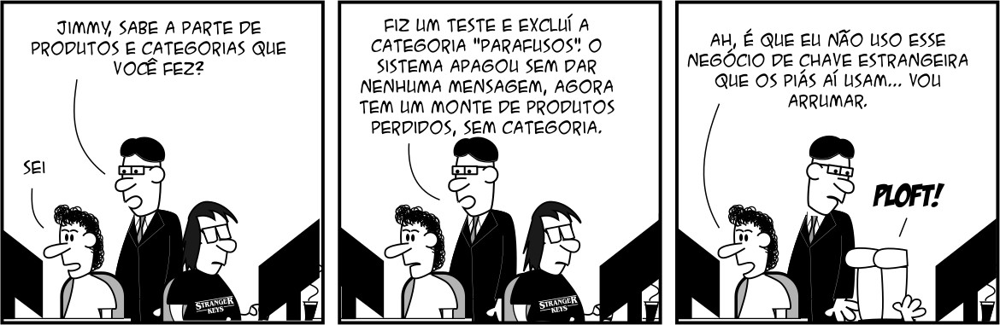 JIMMY, SABE A PARTE DE
PRODUTOS E CATEGORIAS QUE
VOCÊ FEZ?
SEI
STRANGER
KEYS
FIZ UM TESTE E EXCLUÍ A
CATEGORIA "PARAFUSOS". O
SISTEMA APAGOU SEM DAR
NENHUMA MENSAGEM, AGORA
TEM UM MONTE DE PRODUTOS
PERDIDOS, SEM CATEGORIA.
STRANGER
KEYS
AH, É QUE EU NÃO USO ESSE
NEGÓCIO DE CHAVE ESTRANGEIRA
QUE OS PIÁS AÍ USAM... VOU
ARRUMAR.
PLOFT!